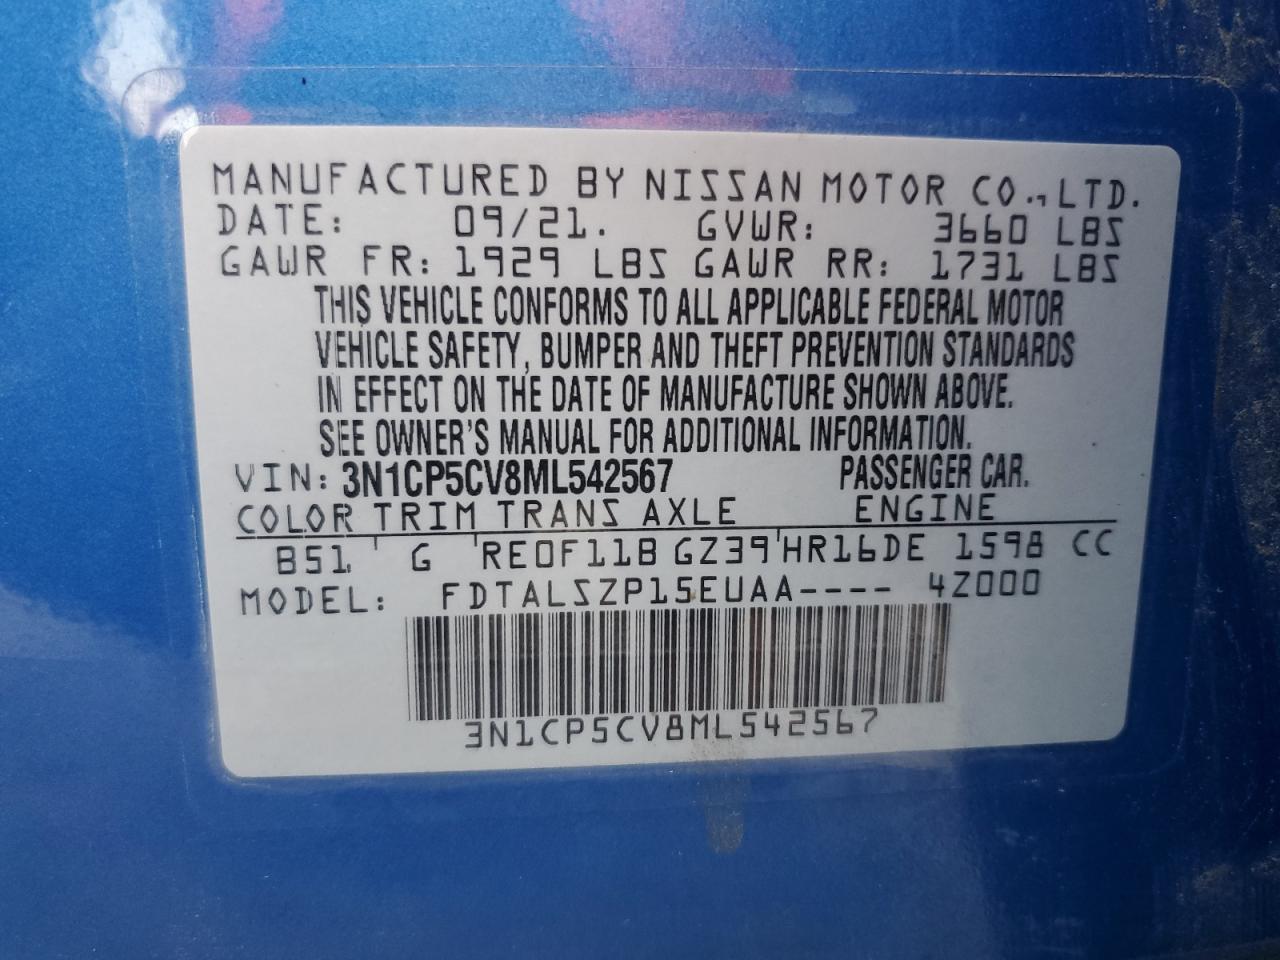 MANUFACTURED BY NISSAN MOTOR CO., LTD.
DATE: 09/21. GVWR: 3660 LBS
GAWR FR: 1929 LBS GAWR RR: 1731 LBS
THIS VEHICLE CONFORMS TO ALL APPLICABLE FEDERAL MOTOR
VEHICLE SAFETY, BUMPER AND THEFT PREVENTION STANDARDS
IN EFFECT ON THE DATE OF MANUFACTURE SHOWN ABOVE.
SEE OWNER'S MANUAL FOR ADDITIONAL INFORMATION.
VIN: 3N1CP5CV8ML542567 PASSENGER CAR.
COLOR TRIM TRANS AXLE ENGINE
B51 G RE0F11B GZ39 HR16DE 1598 CC
MODEL: FDTALSZP15EUAA---- 4Z000
3N1CP5CV8ML542567